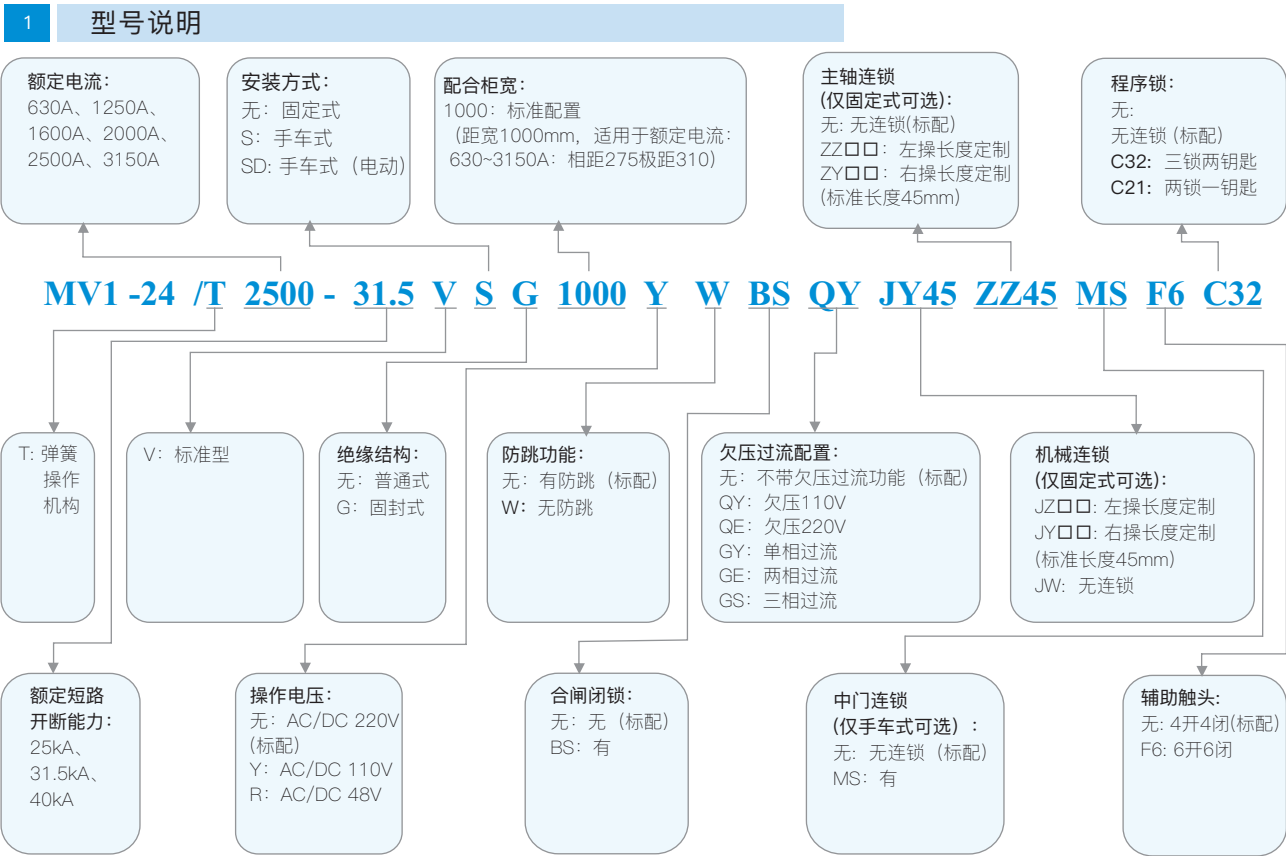 1 型号说明
额定电流：
630A、1250A、
1600A、2000A、
2500A、3150A
安装方式：
无：固定式
S：手车式
SD: 手车式（电动）
配合柜宽：
1000：标准配置
（距宽1000mm，适用于额定电流：
630~3150A：相距275极距310）
主轴连锁
(仅固定式可选)：
无: 无连锁(标配)
ZZ□□：左操长度定制
ZY□□：右操长度定制
(标准长度45mm)
程序锁：
无:
无连锁 (标配)
C32: 三锁两钥匙
C21: 两锁一钥匙
MV1 -24 /T 2500 - 31.5 V S G 1000 Y W BS QY JY45 ZZ45 MS F6 C32
T: 弹簧
操作
机构
V：标准型
绝缘结构：
无：普通式
G：固封式
防跳功能：
无：有防跳（标配）
W：无防跳
欠压过流配置：
无：不带欠压过流功能（标配）
QY：欠压110V
QE：欠压220V
GY：单相过流
GE：两相过流
GS：三相过流
机械连锁
(仅固定式可选)：
JZ□□: 左操长度定制
JY□□: 右操长度定制
(标准长度45mm)
JW: 无连锁
额定短路
开断能力：
25kA、
31.5kA、
40kA
操作电压：
无：AC/DC 220V
(标配)
Y：AC/DC 110V
R：AC/DC 48V
合闸闭锁：
无：无（标配）
BS：有
中门连锁
(仅手车式可选) ：
无: 无连锁（标配）
MS：有
辅助触头:
无: 4开4闭(标配)
F6: 6开6闭